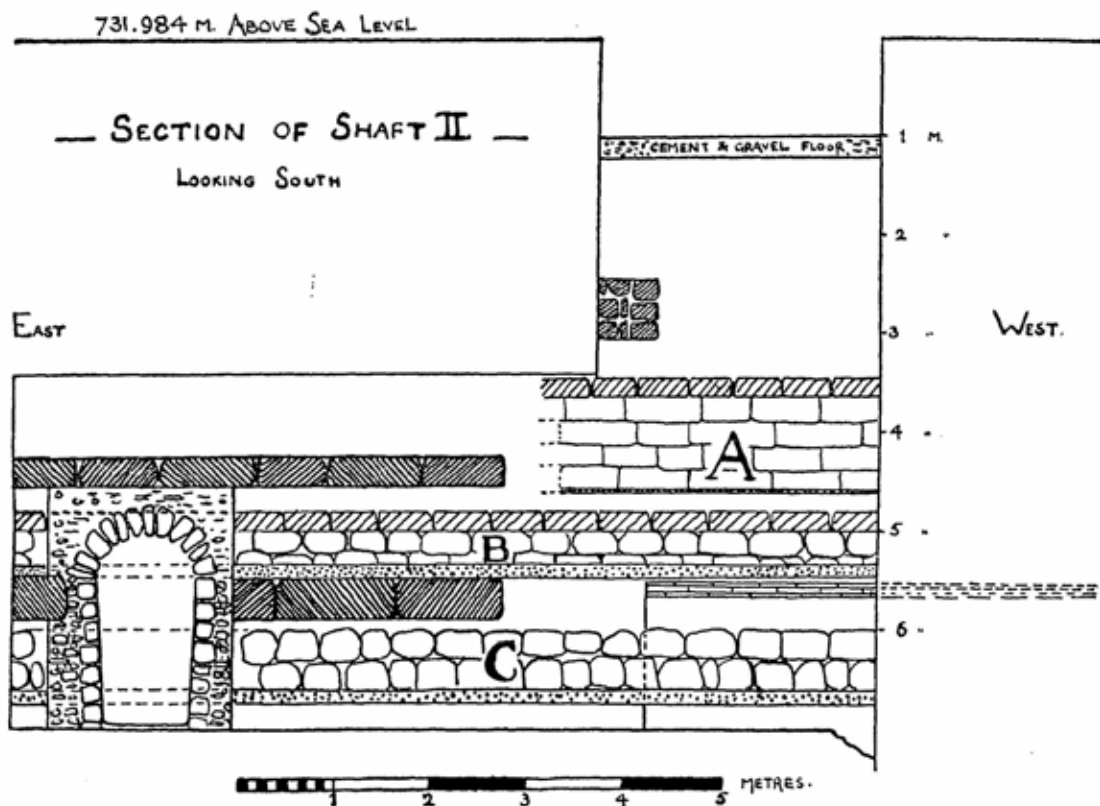 731.984 M. ABOVE SEA LEVEL
— SECTION OF SHAFT II —
LOOKING SOUTH
CEMENT & GRAVEL FLOOR
1 M.
2 "
EAST
3 "
WEST.
4 "
A
5 "
B
6 "
C
1 2 3 4 5 METRES.